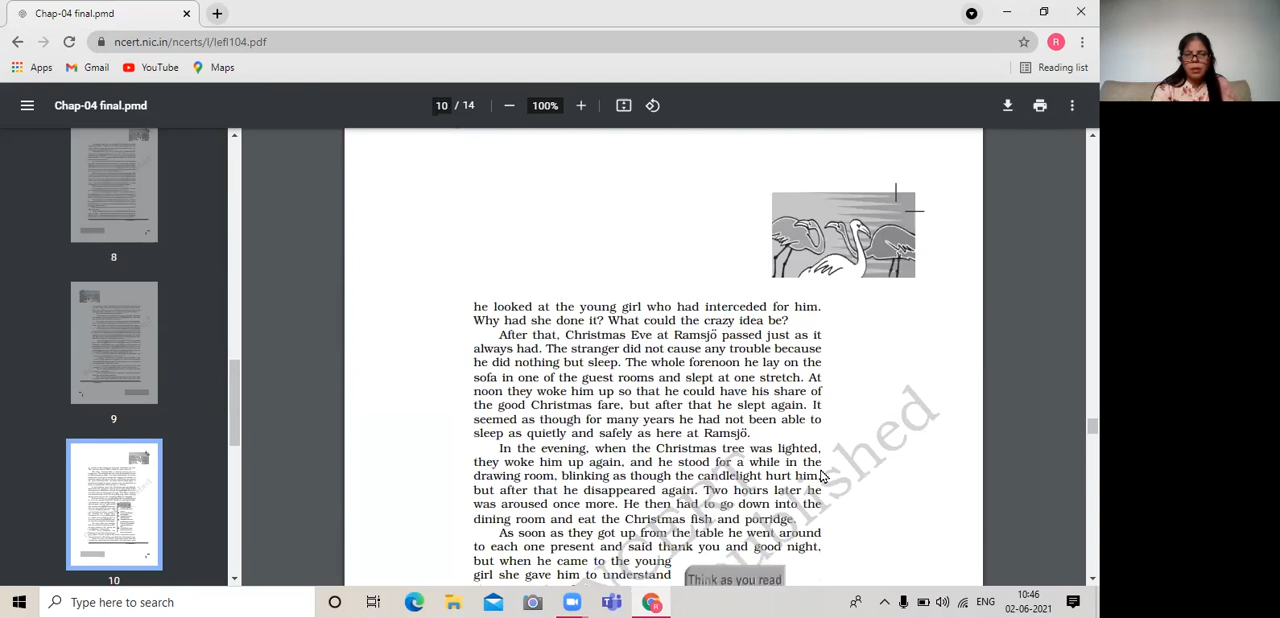 Chap-04 final.pmd
ncert.nic.in/ncerts/l/lefl104.pdf
R
Apps
Gmail
YouTube
Maps
Reading list
Chap-04 final.pmd
10 / 14
100%
8
9
10
he looked at the young girl who had interceded for him.
Why had she done it? What could the crazy idea be?
After that, Christmas Eve at Ramsjö passed just as it
always had. The stranger did not cause any trouble because
he did nothing but sleep. The whole forenoon he lay on the
sofa in one of the guest rooms and slept at one stretch. At
noon they woke him up so that he could have his share of
the good Christmas fare, but after that he slept again. It
seemed as though for many years he had not been able to
sleep as quietly and safely as here at Ramsjö.
In the evening, when the Christmas tree was lighted,
they woke him up again, and he stood for a while in the
drawing room, blinking as though the candlelight hurt him,
but after that he disappeared again. Two hours later he
was aroused once more. He then had to go down into the
dining room and eat the Christmas fish and porridge.
As soon as they got up from the table he went around
to each one present and said thank you and good night,
but when he came to the young
girl she gave him to understand
Think as you read
NCERT
published
Type here to search
R
ENG
10:46
02-06-2021